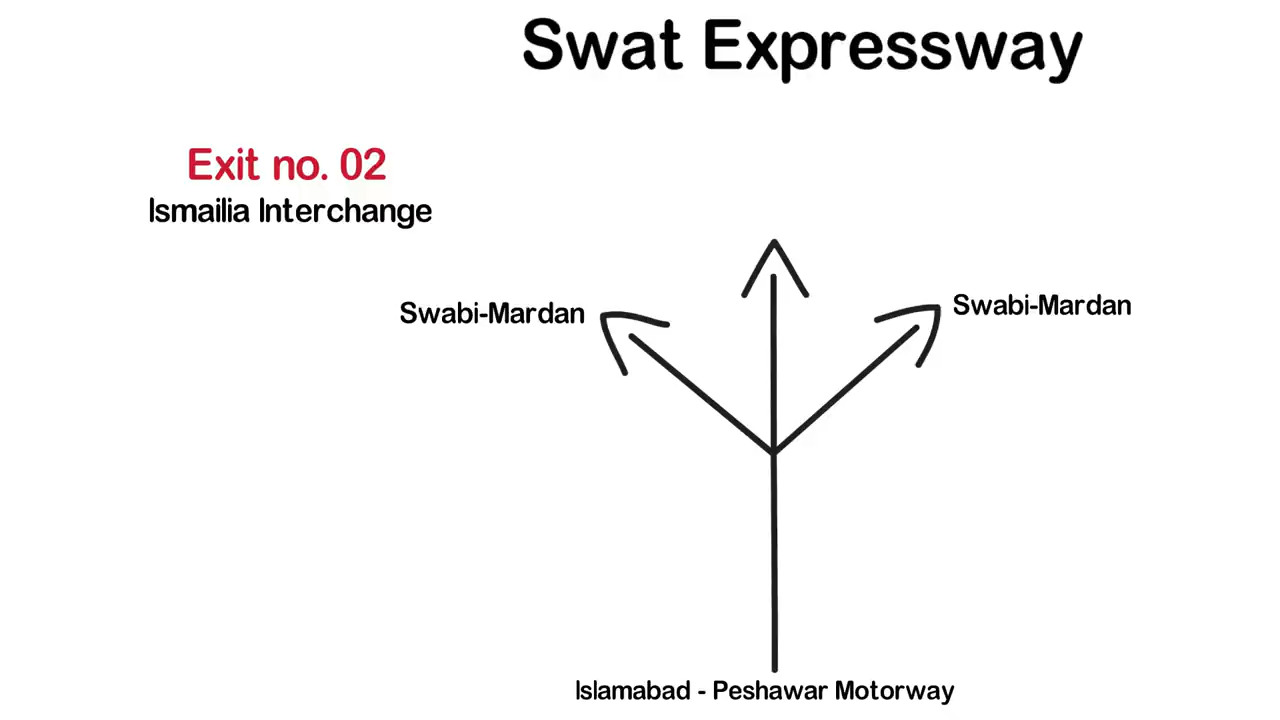 Swat Expressway
Exit no. 02
Ismailia Interchange
Swabi-Mardan
Swabi-Mardan
Islamabad - Peshawar Motorway